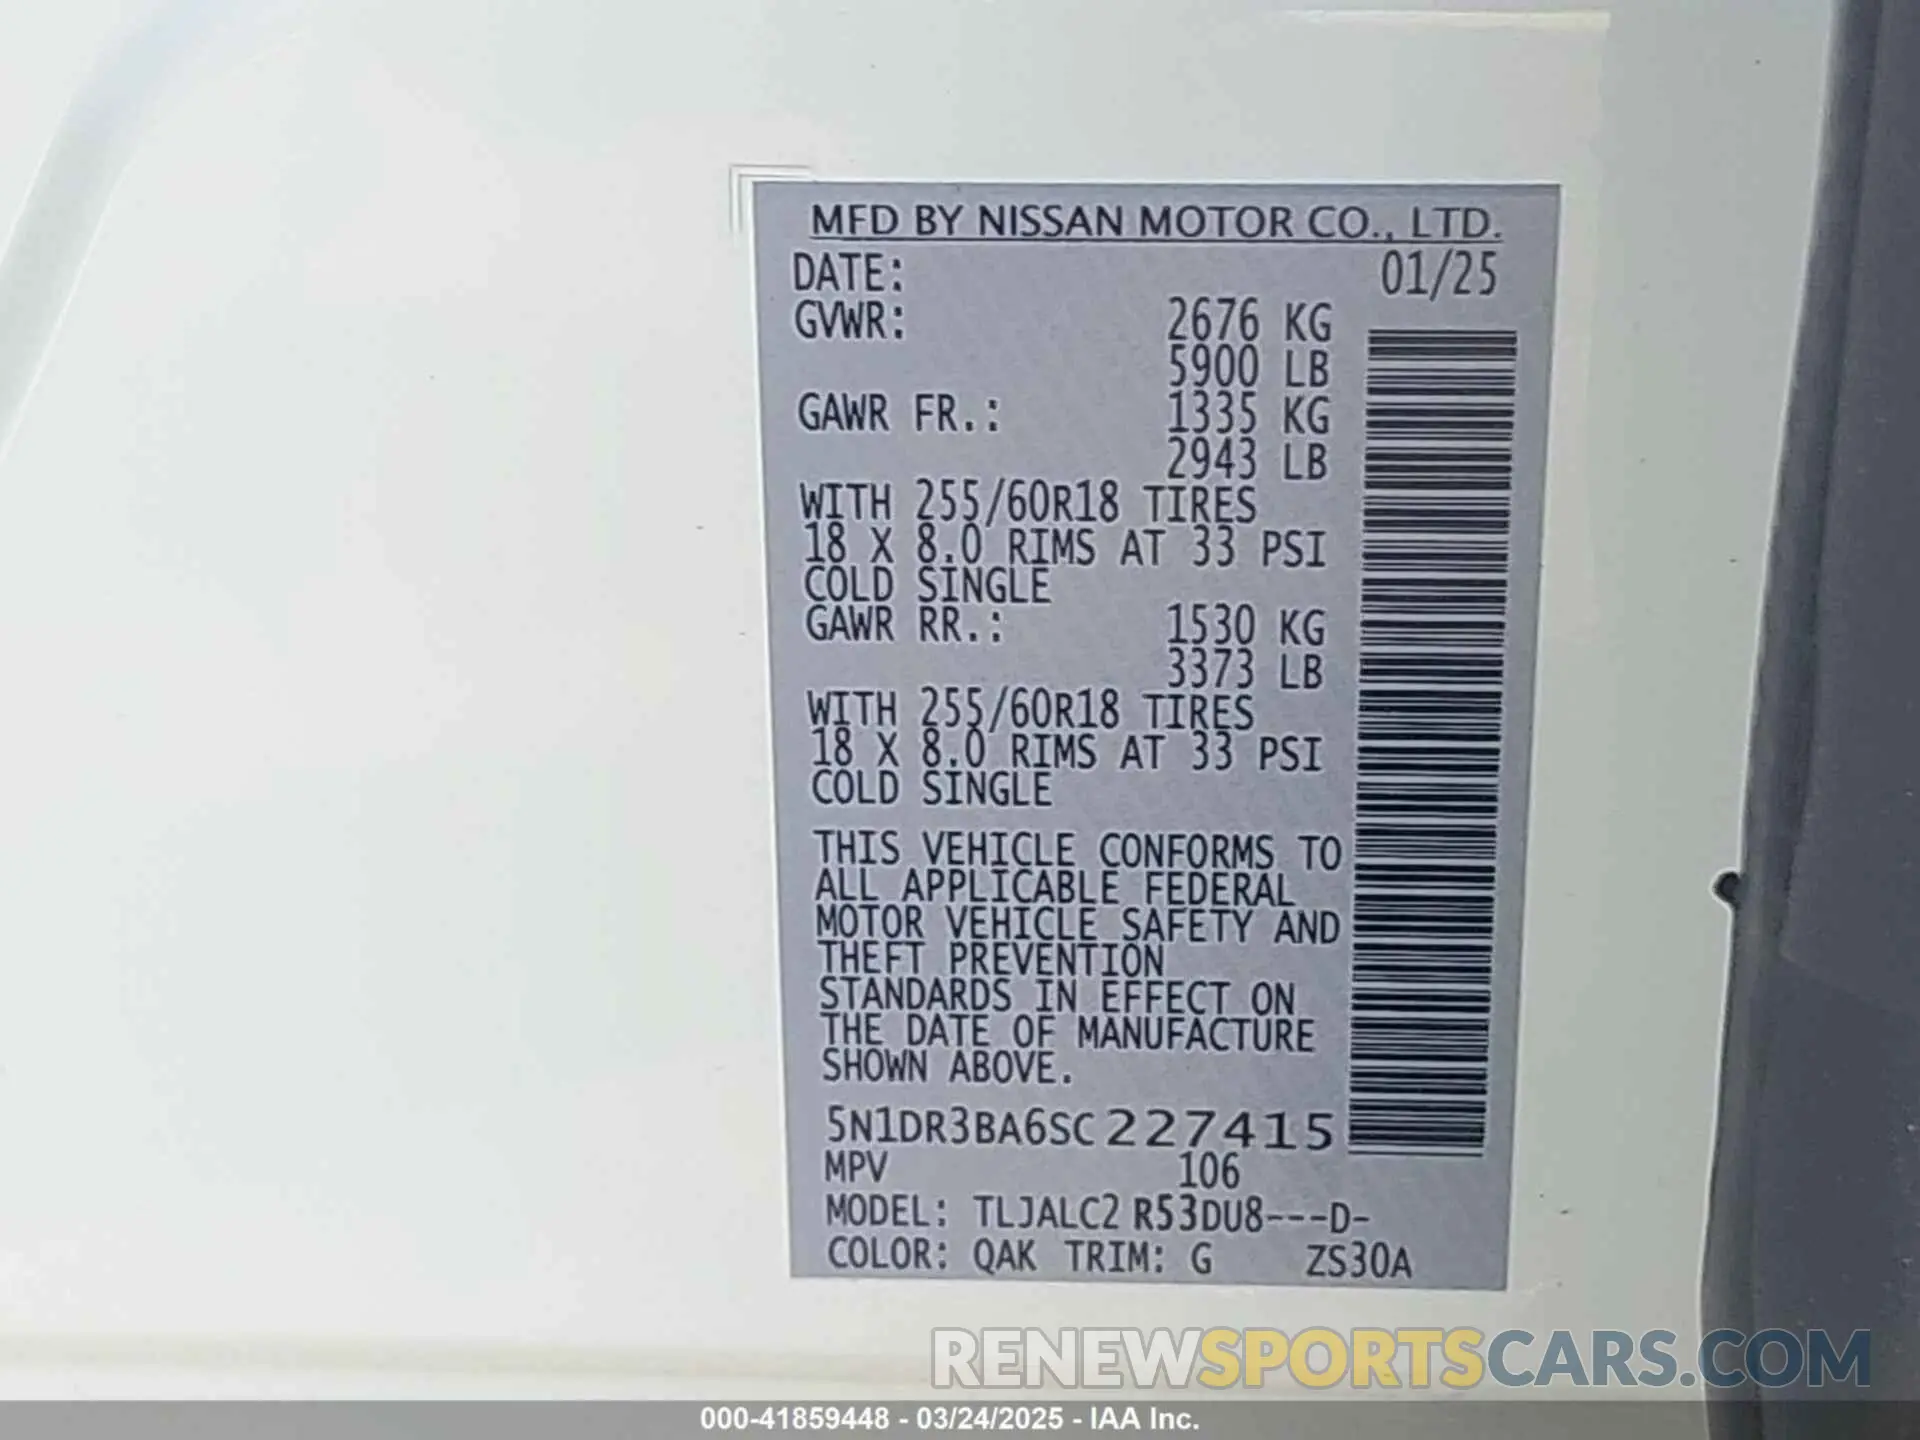 MFD BY NISSAN MOTOR CO., LTD.
DATE: 01/25
GVWR: 2676 KG
5900 LB
GAWR FR.: 1335 KG
2943 LB
WITH 255/60R18 TIRES
18 X 8.0 RIMS AT 33 PSI
COLD SINGLE
GAWR RR.: 1530 KG
3373 LB
WITH 255/60R18 TIRES
18 X 8.0 RIMS AT 33 PSI
COLD SINGLE
THIS VEHICLE CONFORMS TO
ALL APPLICABLE FEDERAL
MOTOR VEHICLE SAFETY AND
THEFT PREVENTION
STANDARDS IN EFFECT ON
THE DATE OF MANUFACTURE
SHOWN ABOVE.
5N1DR3BA6SC227415
MPV 106
MODEL: TLJALC2 R53DU8---D-
COLOR: QAK TRIM: G ZS30A
RENEWSPORTSCARS.COM
000-41859448 - 03/24/2025 - IAA Inc.